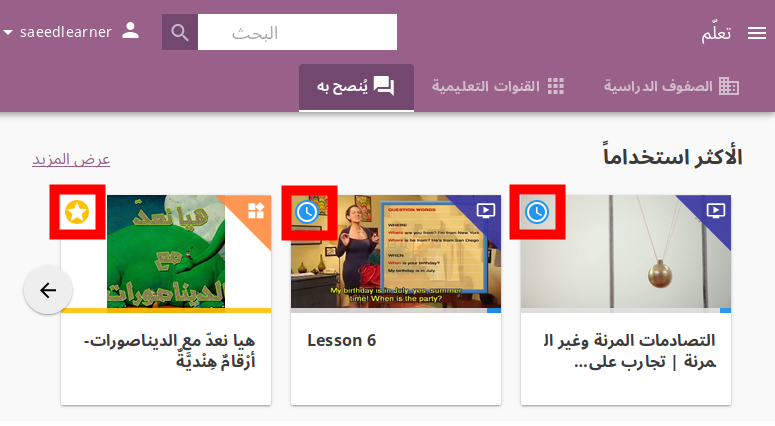 تعلّم
البحث
saeedlearner
الصفوف الدراسية
القنوات التعليمية
يُنصح به
الأكثر استخداماً
عرض المزيد
QUESTION WORDS
WHERE
Where are you from? I'm from New York
Where is he from? He's from San Diego
WHEN
When is your birthday?
My birthday is in July
My birthday is in July, yes, summer
time! When is the party?
هيا نعدّ
مع
الديناصورات
التصادمات المرنة وغير ال
مرنة | تجارب على...
Lesson 6
هيا نعدّ مع الديناصورات-
أرْقامٌ هِنْديَّةٌ